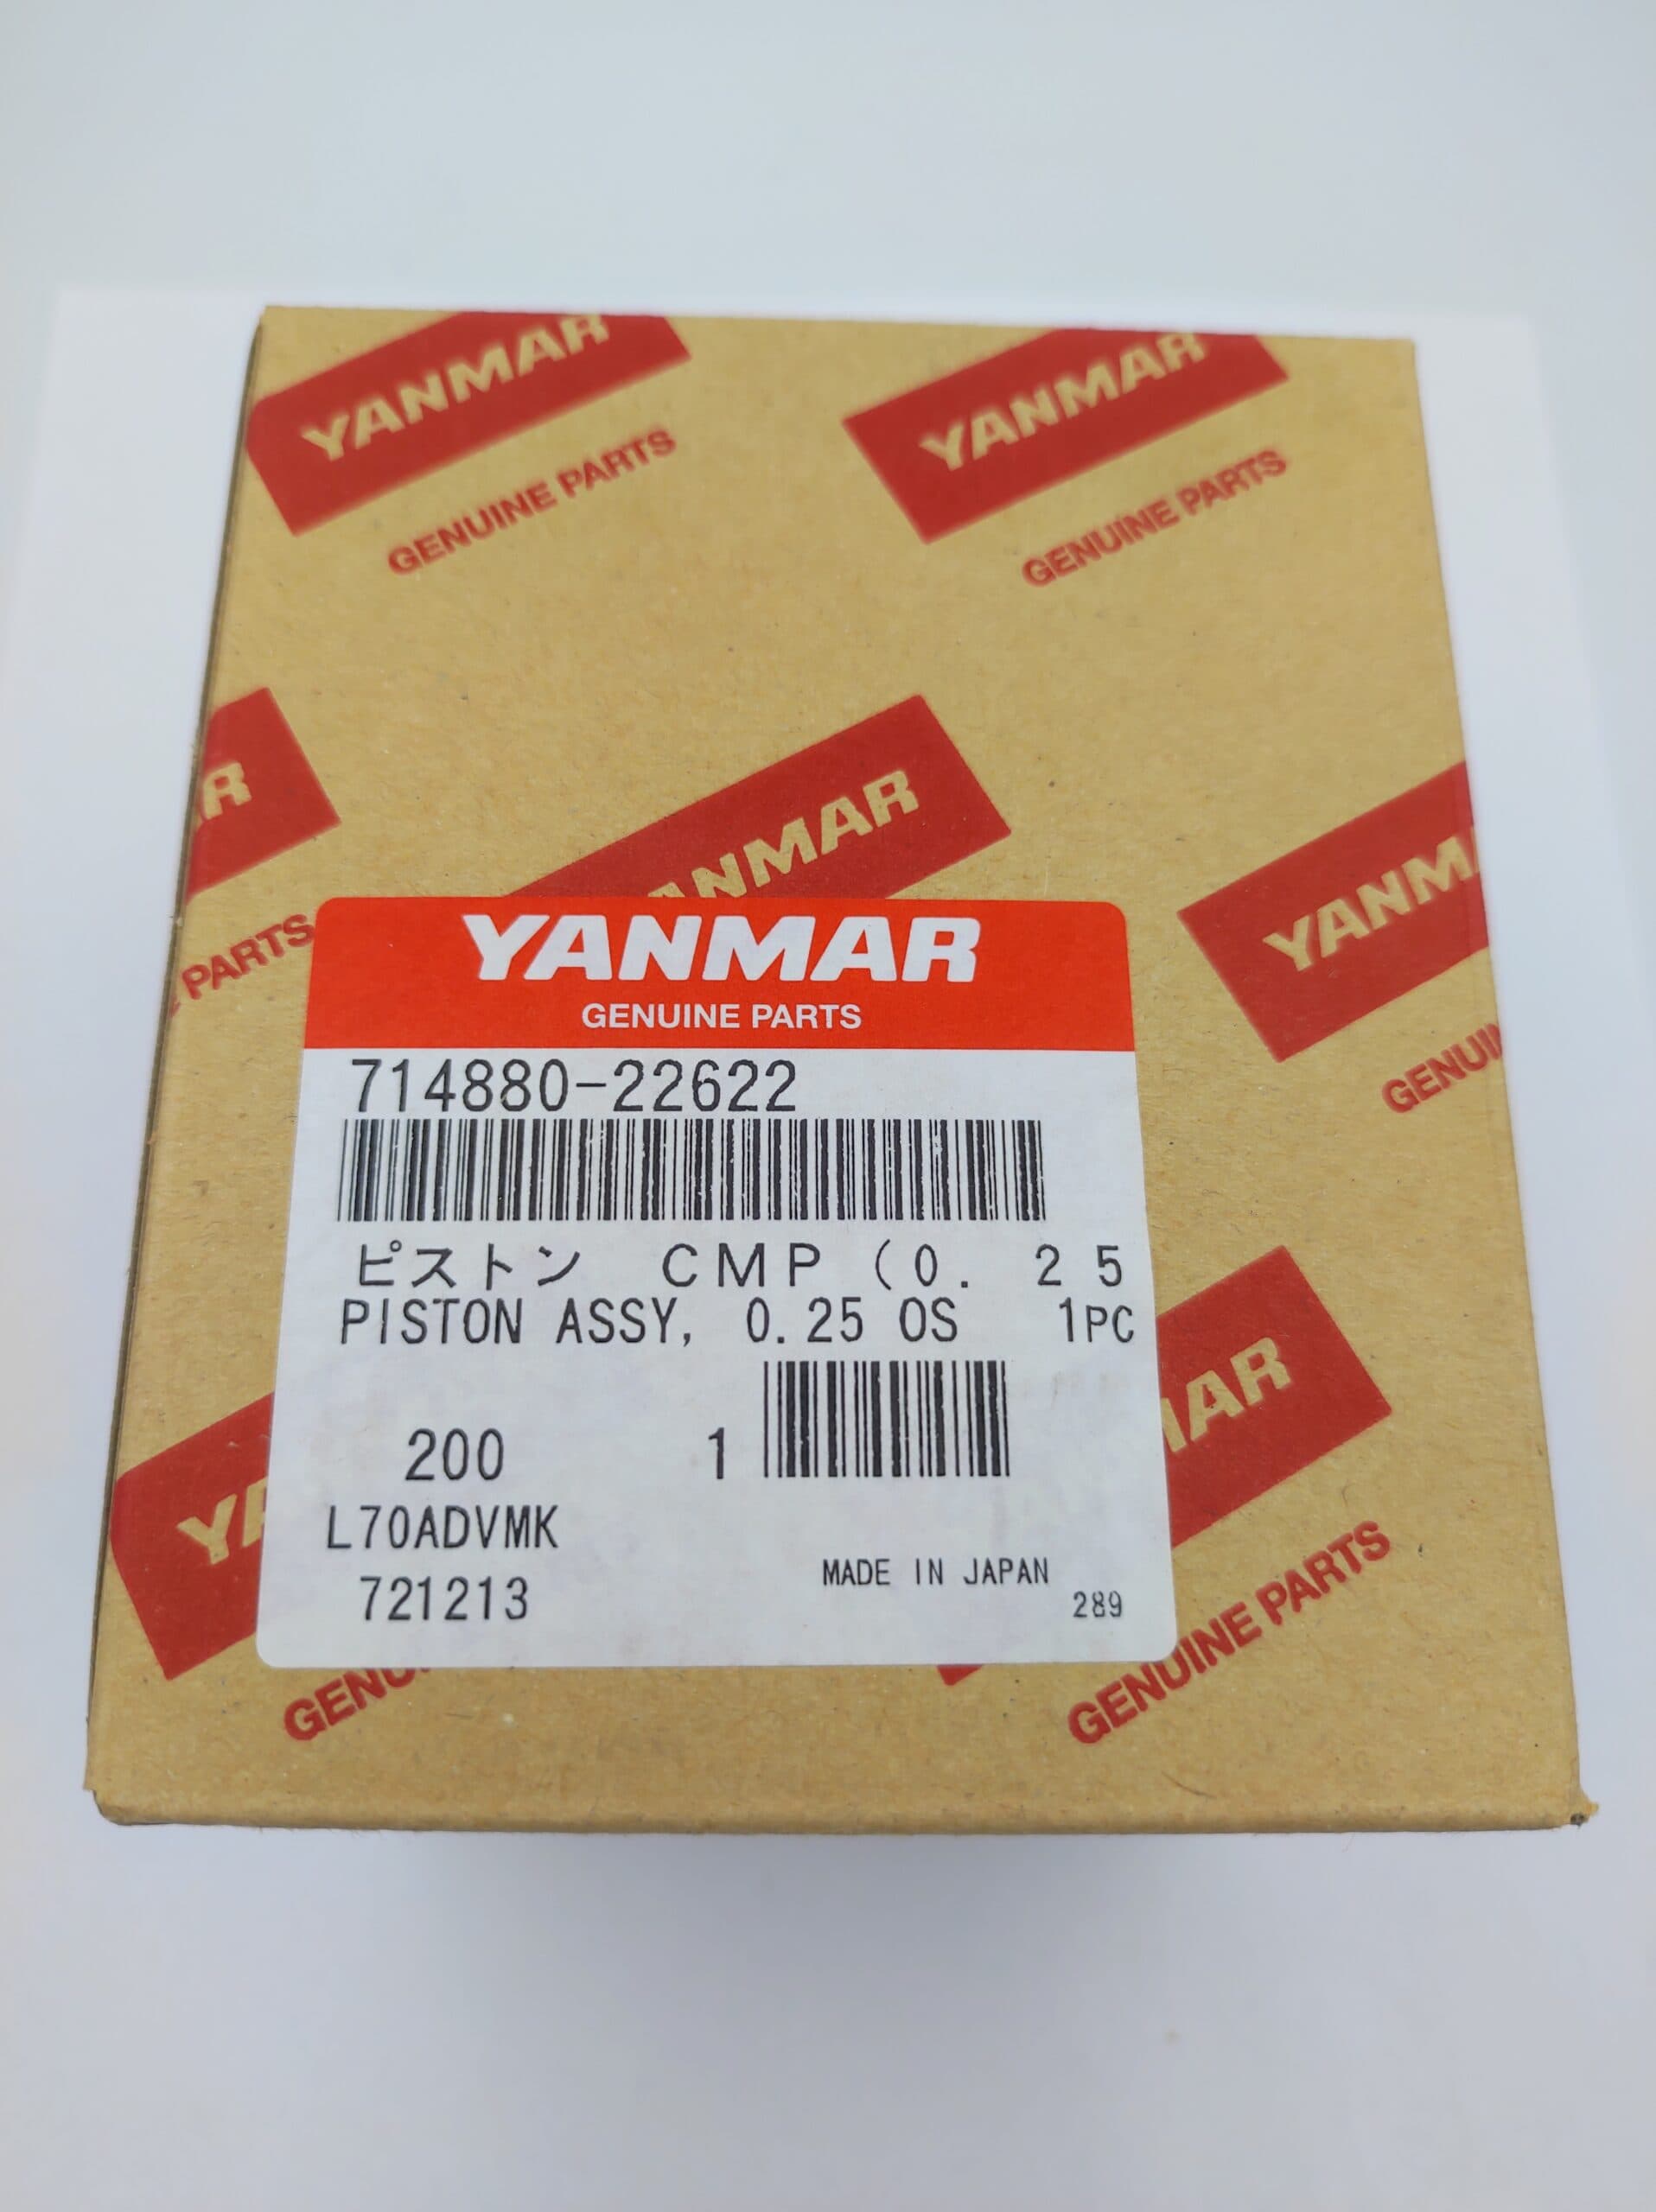 YANMAR
GENUINE PARTS
YANMAR
GENUINE PARTS
YANMAR
PARTS
YANMAR
GENUINE PARTS
714880-22622
ピストン　ＣＭＰ（０．２５
PISTON ASSY, 0.25 OS 1PC
200 1
L70ADVMK
721213
MADE IN JAPAN
289
GENUINE PARTS